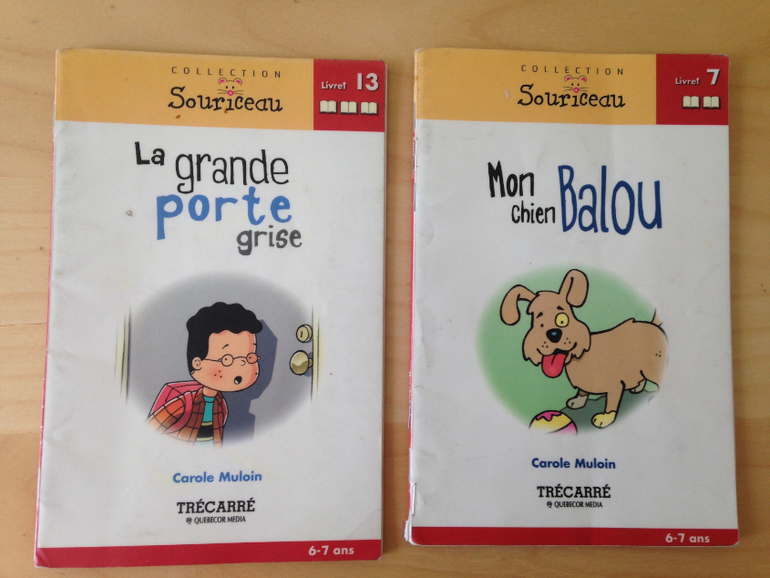 COLLECTION
Souriceau
Livret 13
La grande
porte
grise
Carole Muloin
TRÉCARRÉ
QUEBECOR MEDIA
6-7 ans
COLLECTION
Souriceau
Livret 7
Mon
chien Balou
Carole Muloin
TRÉCARRÉ
QUEBECOR MEDIA
6-7 ans